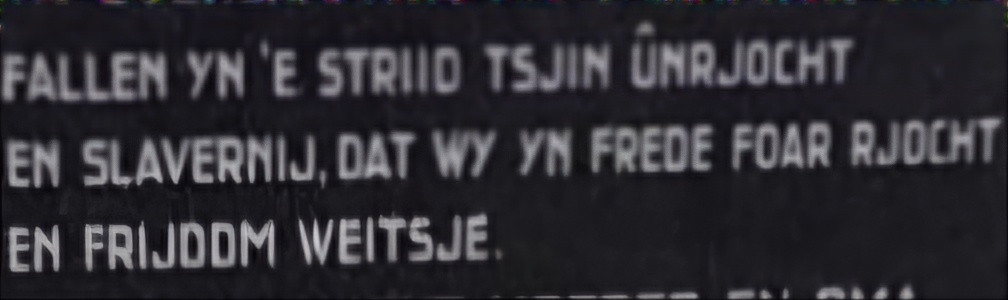 FALLEN YN 'E STRIID TSJIN ÛNRJOCHT
EN SLAVERNIJ, DAT WY YN FREDE FOAR RJOCHT
EN FRIJDOM WEITSJE.